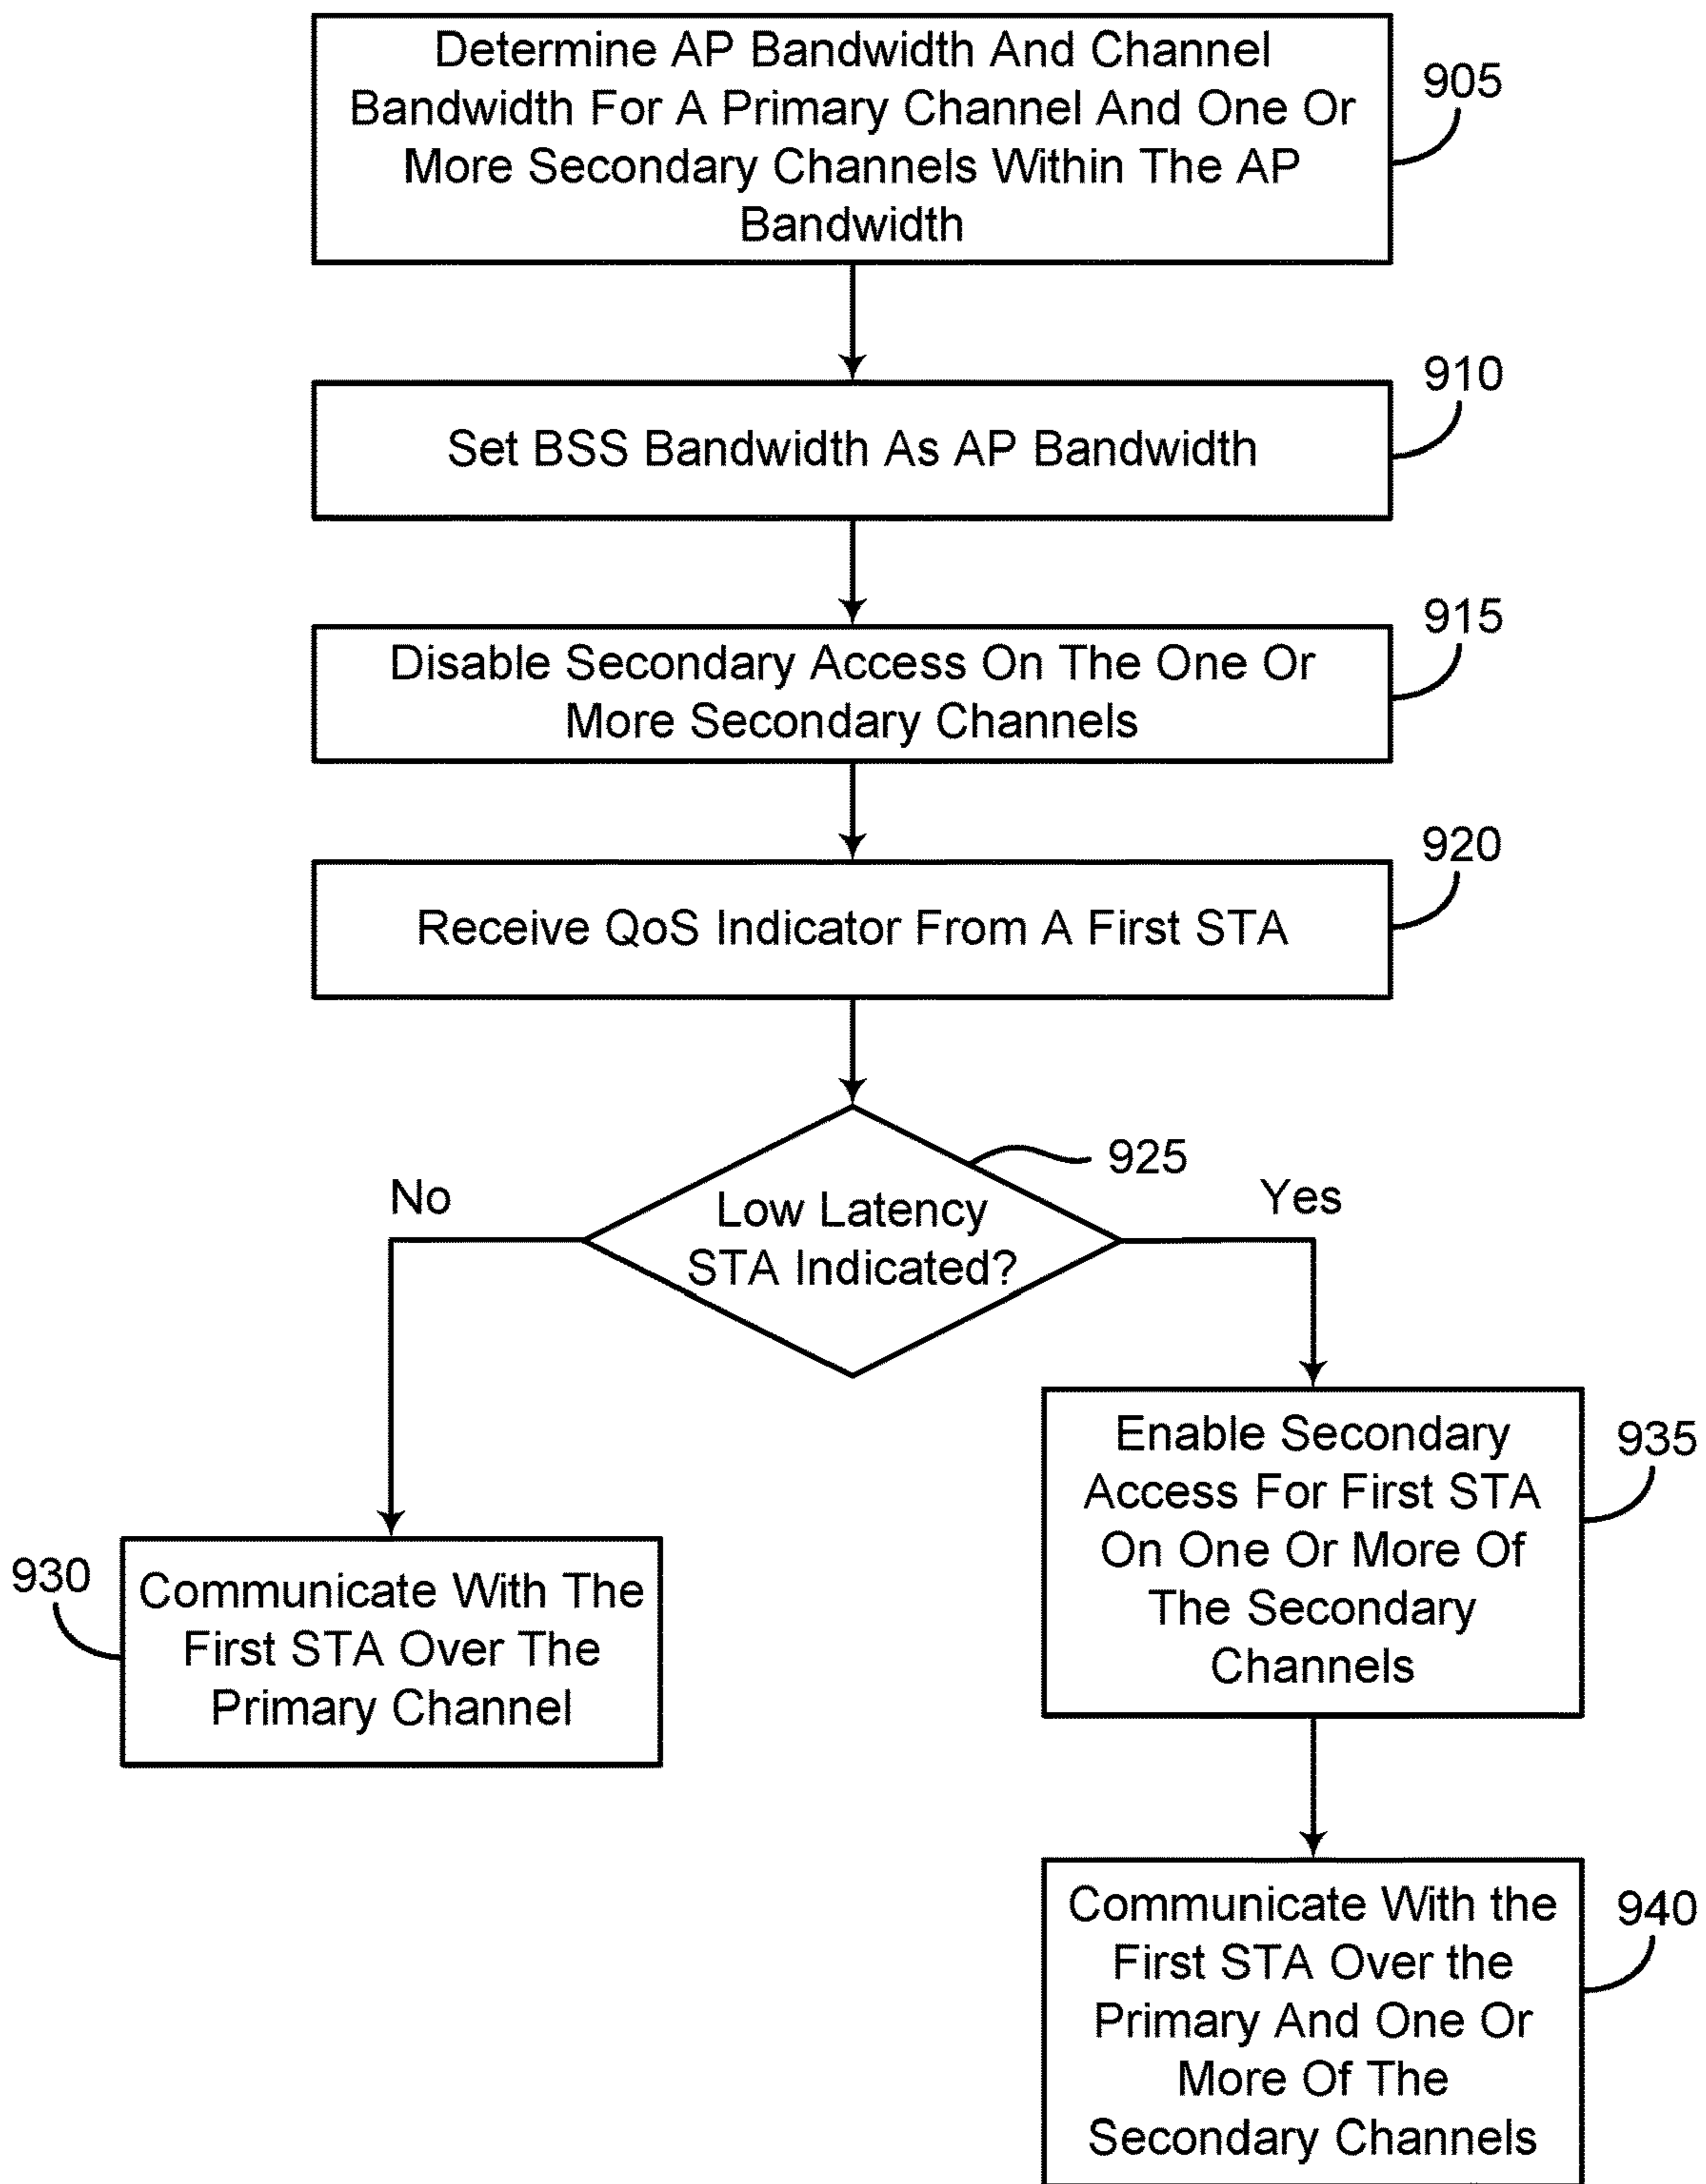 Determine AP Bandwidth And Channel
Bandwidth For A Primary Channel And One Or
More Secondary Channels Within The AP
Bandwidth
905
Set BSS Bandwidth As AP Bandwidth
910
Disable Secondary Access On The One Or
More Secondary Channels
915
Receive QoS Indicator From A First STA
920
Low Latency
STA Indicated?
925
No
Yes
930
Communicate With The
First STA Over The
Primary Channel
Enable Secondary
Access For First STA
On One Or More Of
The Secondary
Channels
935
Communicate With the
First STA Over the
Primary And One Or
More Of The
Secondary Channels
940